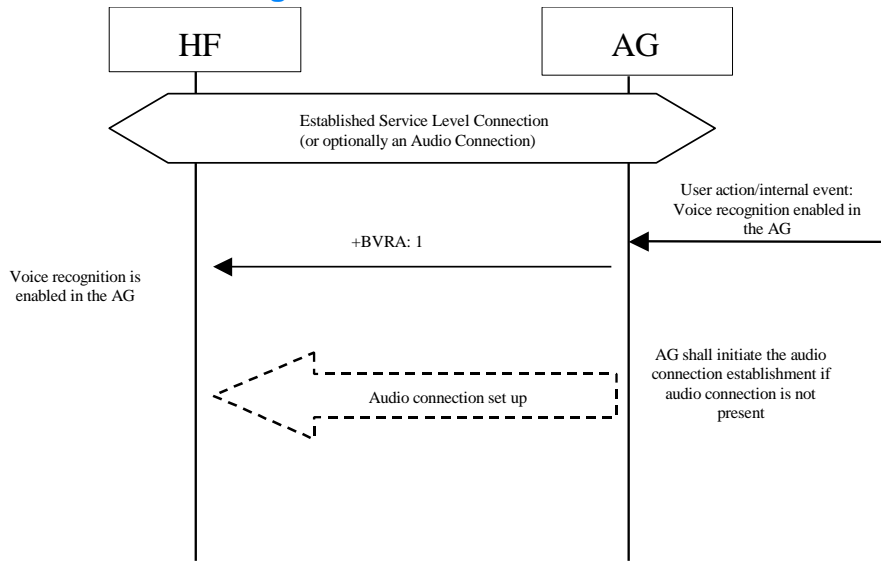 HF
AG
Established Service Level Connection
(or optionally an Audio Connection)
User action/internal event:
Voice recognition enabled in
the AG
+BVRA: 1
Voice recognition is
enabled in the AG
AG shall initiate the audio
connection establishment if
audio connection is not
present
Audio connection set up